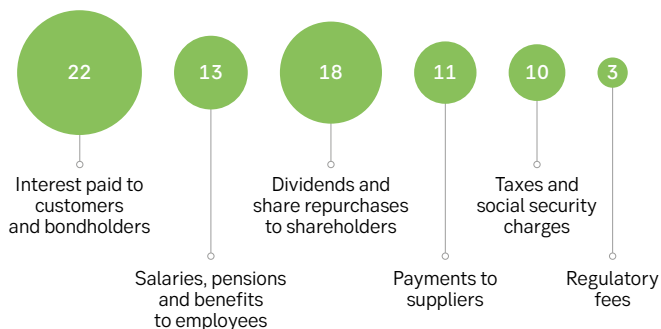 22
13
18
11
10
3
Interest paid to
customers
and bondholders
Dividends and
share repurchases
to shareholders
Taxes and
social security
charges
Salaries, pensions
and benefits
to employees
Payments to
suppliers
Regulatory
fees